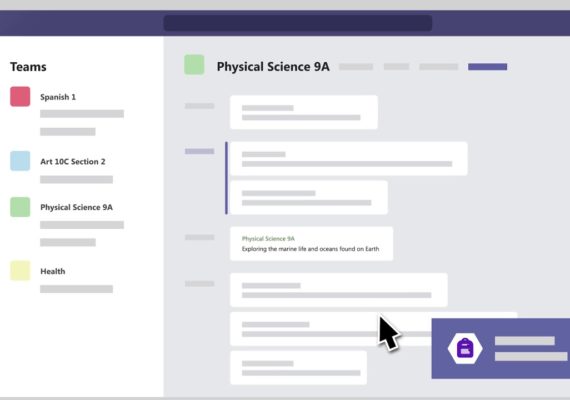 Teams
Spanish 1
Art 10C Section 2
Physical Science 9A
Health
Physical Science 9A
Physical Science 9A
Exploring the marine life and oceans found on Earth